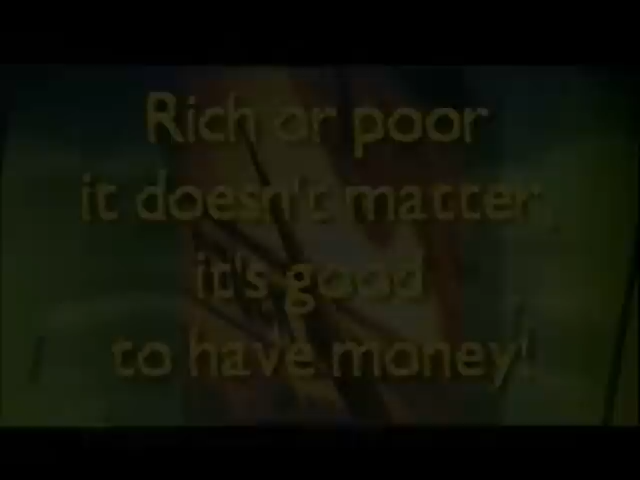 Rich or poor
it doesn't matter,
it's good
to have money!